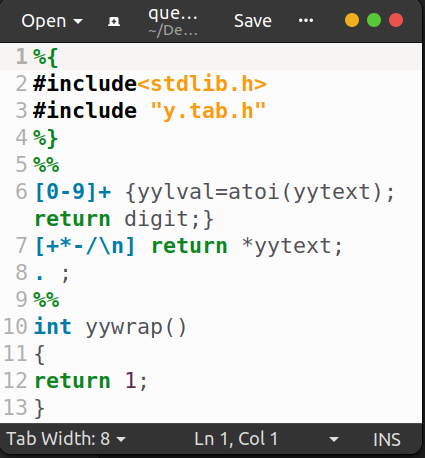 Open
que...
~/De...
Save
1 %{
2 #include<stdlib.h>
3 #include "y.tab.h"
4 %}
5 %%
6 [0-9]+ {yylval=atoi(yytext);
return digit;}
7 [+*-/\n] return *yytext;
8 . ;
9 %%
10 int yywrap()
11 {
12 return 1;
13 }
Tab Width: 8
Ln 1, Col 1
INS